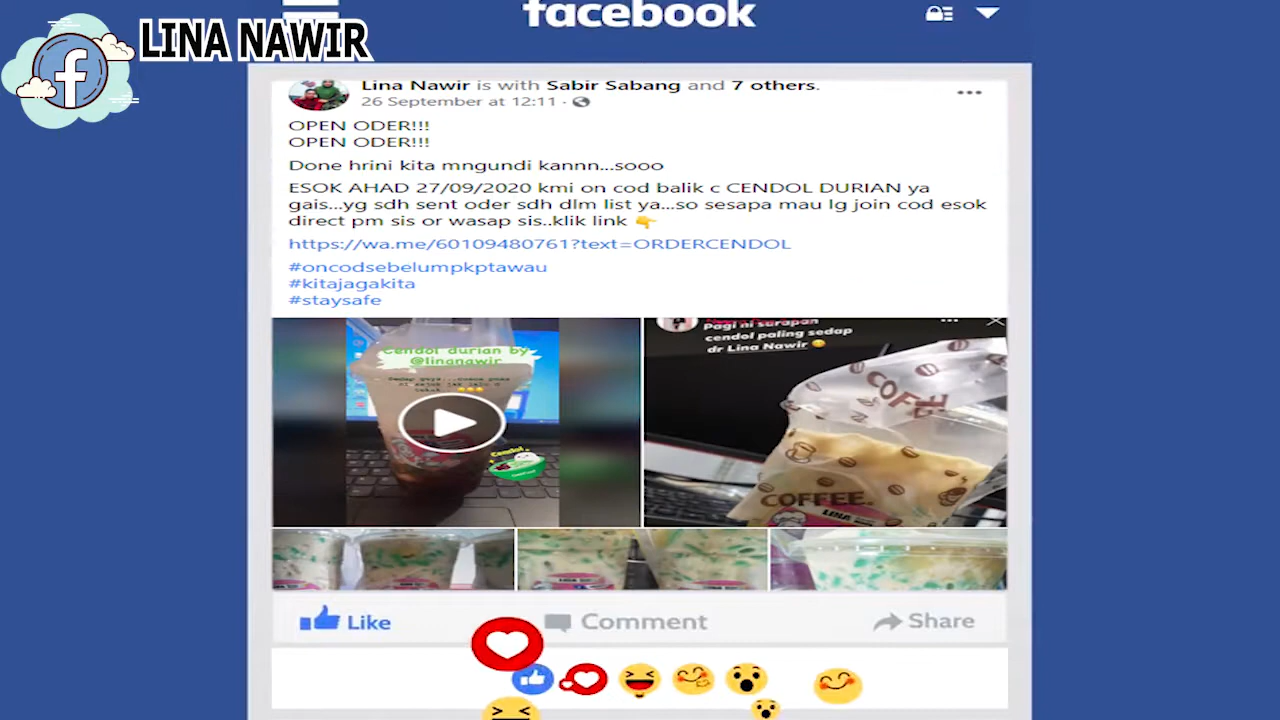 facebook
LINA NAWIR
Lina Nawir is with Sabir Sabang and 7 others.
26 September at 12:11 ·
OPEN ODER!!!
OPEN ODER!!!
Done hrini kita mngundi kannn...sooo
ESOK AHAD 27/09/2020 kmi on cod balik c CENDOL DURIAN ya
gais...yg sdh sent oder sdh dlm list ya...so sesapa mau lg join cod esok
direct pm sis or wasap sis..klik link 👇
https://wa.me/60109480761?text=ORDERCENDOL
#oncodsebelumpkptawau
#kitajagakita
#staysafe
Cendol durian by
@linanawir
Cendol
Pagi ni sarapan
cendol paling sedap
dr Lina Nawir
COFFEE
COFFEE.
LINA
Like
Comment
Share